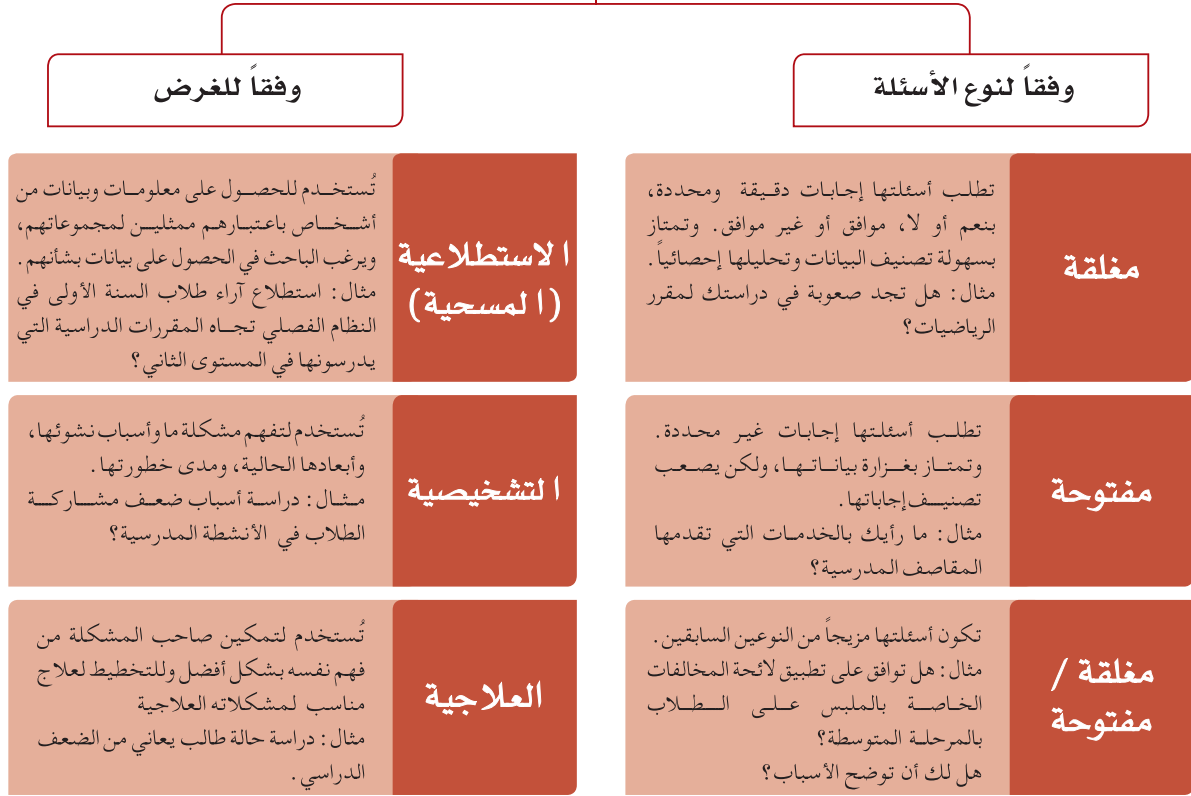 وفقاً لنوع الأسئلة
مغلقة
تطلب أسئلتها إجابات دقيقة ومحددة،
بنعم أو لا، موافق أو غير موافق. وتمتاز
بسهولة تصنيف البيانات وتحليلها إحصائياً.
مثال: هل تجد صعوبة في دراستك لمقرر
الرياضيات؟
مفتوحة
تطلب أسئلتها إجابات غير محددة.
وتمتاز بغزارة بياناتها، ولكن يصعب
تصنيف إجاباتها.
مثال: ما رأيك بالخدمات التي تقدمها
المقاصف المدرسية؟
مغلقة /
مفتوحة
تكون أسئلتها مزيجاً من النوعين السابقين.
مثال: هل توافق على تطبيق لائحة المخالفات
الخاصة بالملبس على الطلاب
بالمرحلة المتوسطة؟
هل لك أن توضح الأسباب؟
وفقاً للغرض
الاستطلاعية
(المسحية)
تُستخدم للحصول على معلومات وبيانات من
أشخاص باعتبارهم ممثلين لمجموعاتهم،
ويرغب الباحث في الحصول على بيانات بشأنهم.
مثال: استطلاع آراء طلاب السنة الأولى في
النظام الفصلي تجاه المقررات الدراسية التي
يدرسونها في المستوى الثاني؟
التشخيصية
تُستخدم لتفهم مشكلة ما وأسباب نشوئها،
وأبعادها الحالية، ومدى خطورتها.
مثال: دراسة أسباب ضعف مشاركة
الطلاب في الأنشطة المدرسية؟
العلاجية
تُستخدم لتمكين صاحب المشكلة من
فهم نفسه بشكل أفضل وللتخطيط لعلاج
مناسب لمشكلاته العلاجية
مثال: دراسة حالة طالب يعاني من الضعف
الدراسي.